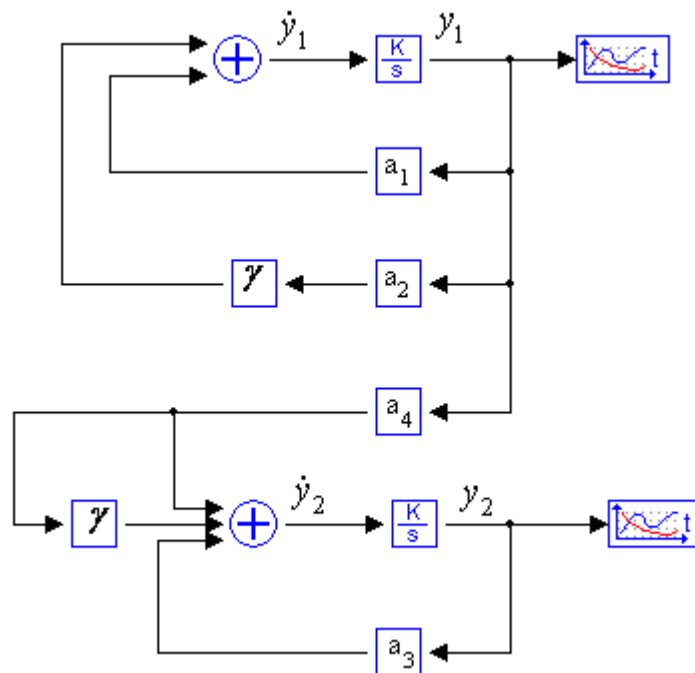 ẏ₁
K/s
y₁
t
a₁
γ
a₂
a₄
γ
ẏ₂
K/s
y₂
t
a₃